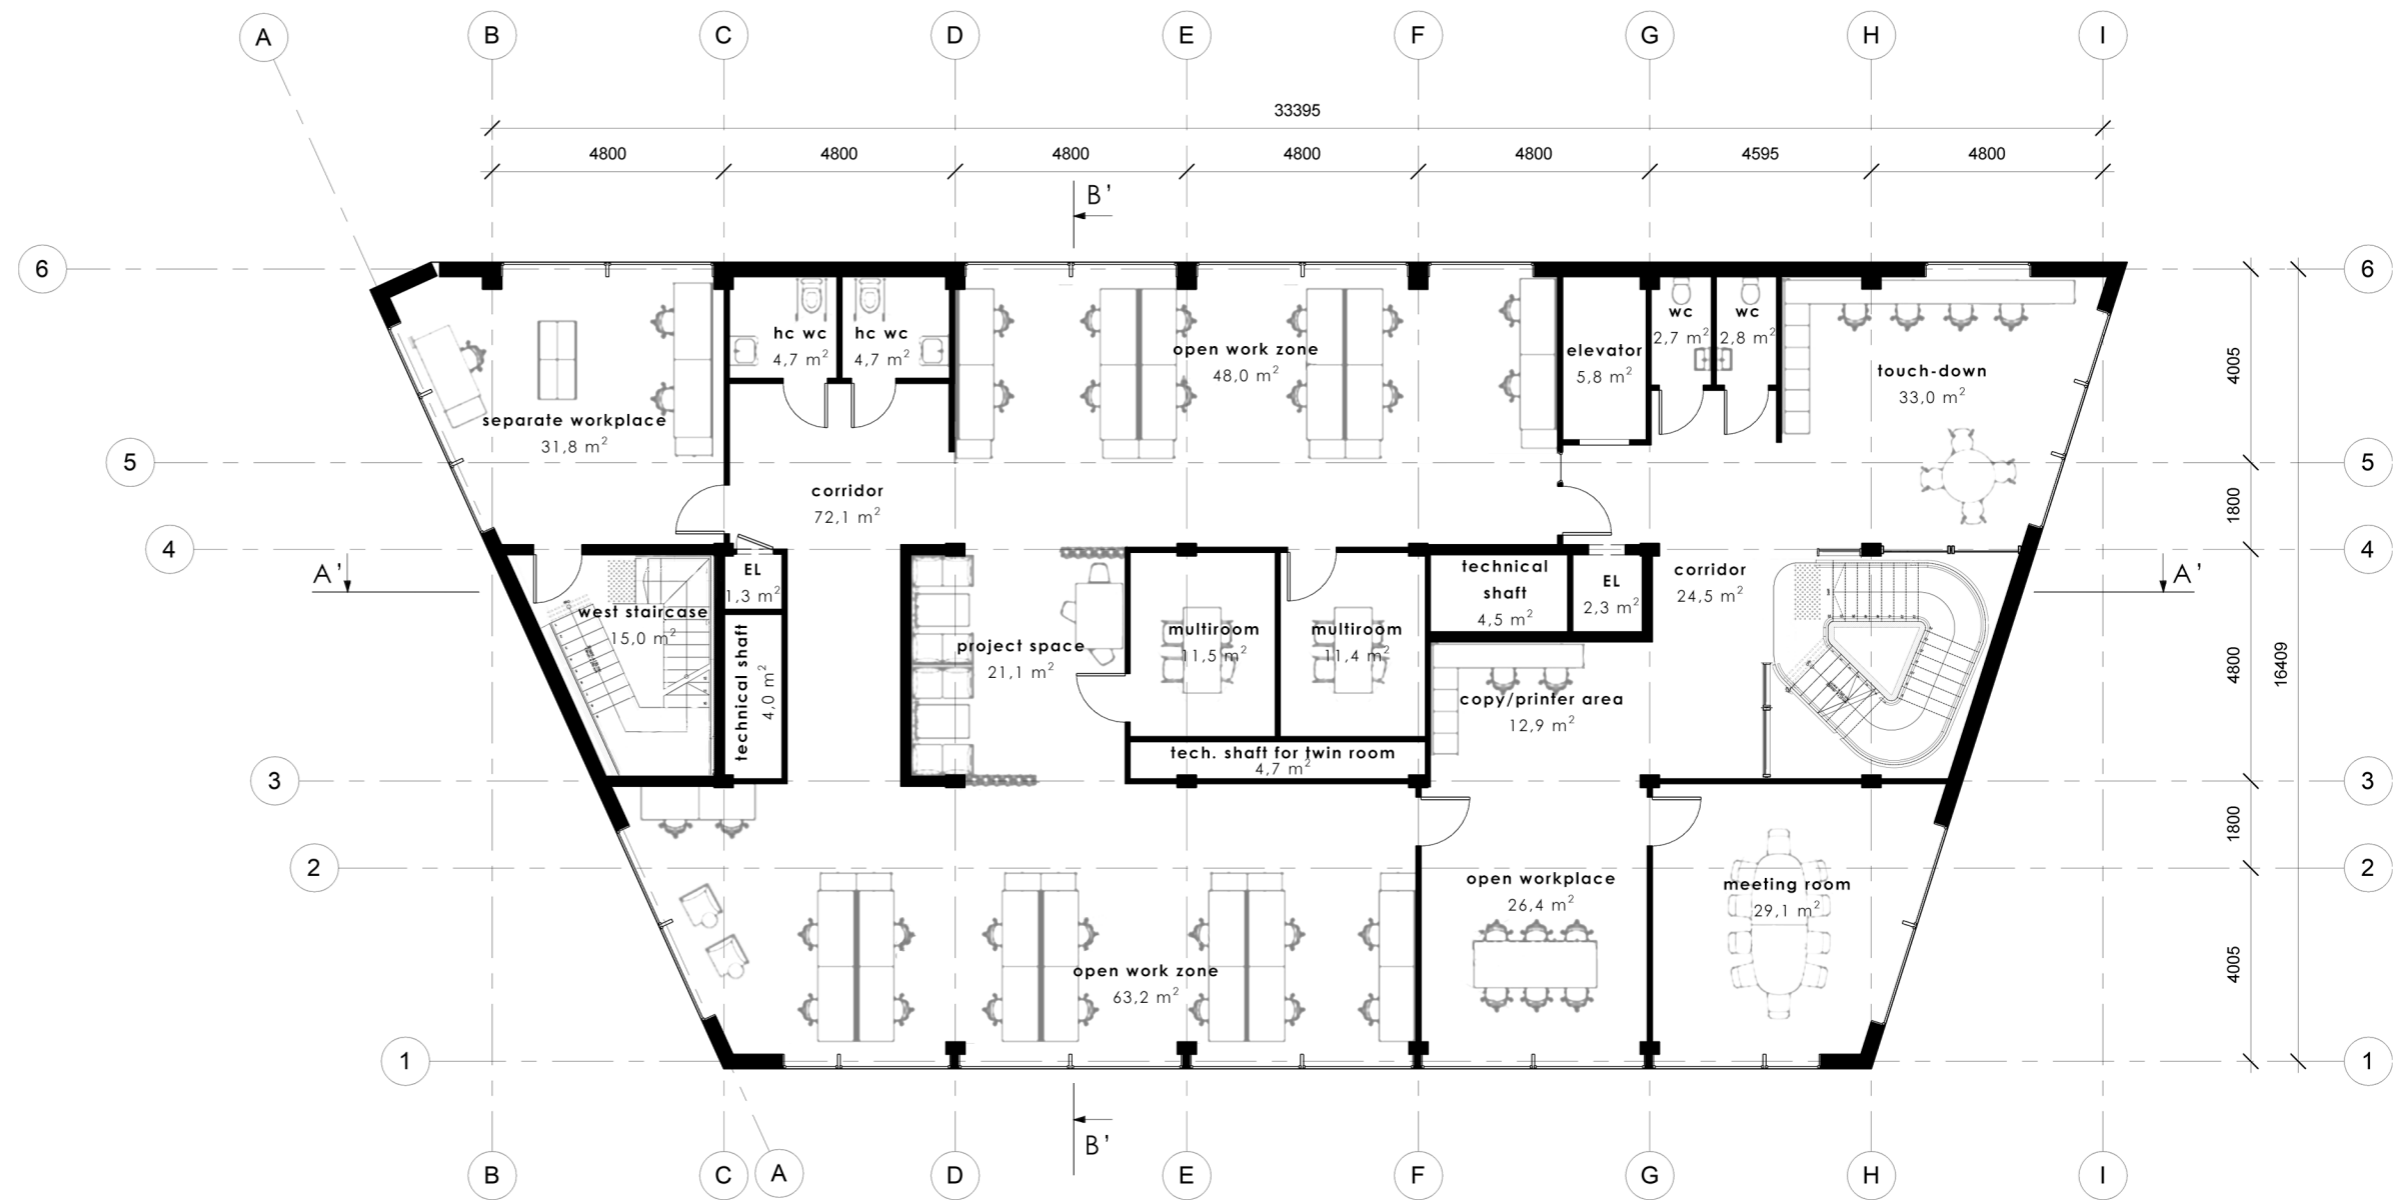 A B C D E F G H I
33395
4800 4800 4800 4800 4800 4595 4800
B'
6 6
hc wc hc wc wc wc
4,7 m² 4,7 m² 2,7 m² 2,8 m²
open work zone
48,0 m²
elevator
5,8 m²
touch-down
33,0 m²
4005
separate workplace
31,8 m²
5 5
corridor
72,1 m²
1800
16409
4 4
A' A'
EL
1,3 m²
technical
shaft
4,5 m²
EL
2,3 m²
corridor
24,5 m²
west staircase
15,0 m²
technical shaft
4,0 m²
project space
21,1 m²
multiroom
11,5 m²
multiroom
11,4 m²
4800
copy/printer area
12,9 m²
tech. shaft for twin room
4,7 m²
3 3
1800
2 2
open workplace
26,4 m²
meeting room
29,1 m²
open work zone
63,2 m²
4005
1 1
B'
B C A D E F G H I